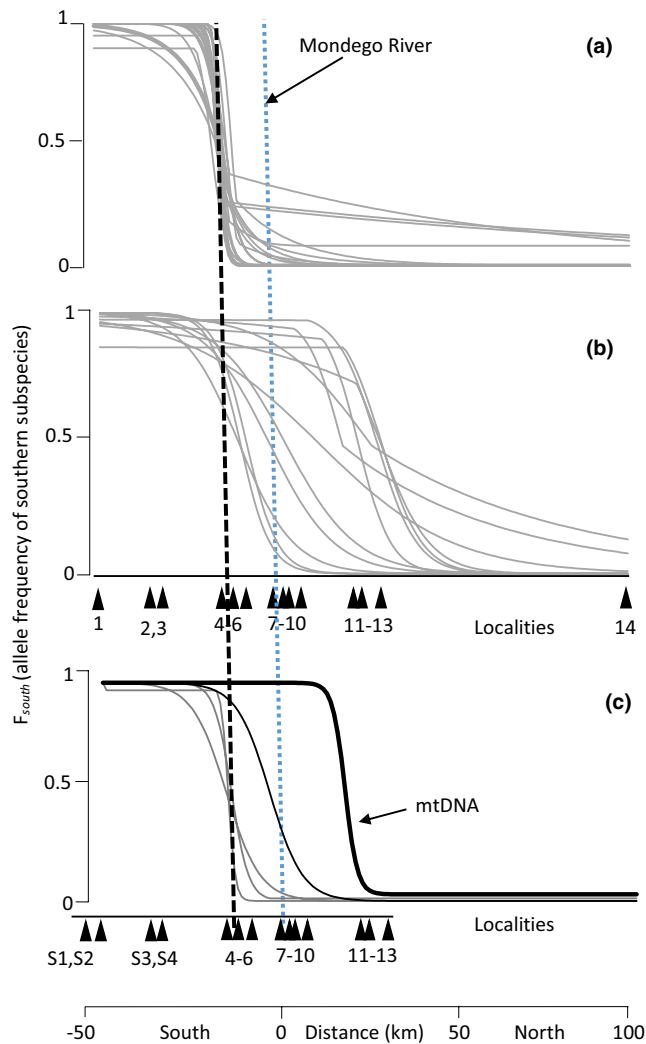 1
Mondego River
(a)
0.5
0
1
(b)
0.5
0
1
2,3
4-6
7-10
11-13
Localities
14
F_south (allele frequency of southern subspecies)
1
(c)
0.5
mtDNA
0
Localities
S1,S2
S3,S4
4-6
7-10
11-13
-50
South
0
Distance (km)
50
North
100